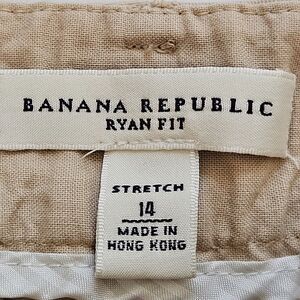 BANANA REPUBLIC
RYAN FIT
STRETCH
14
MADE IN
HONG KONG